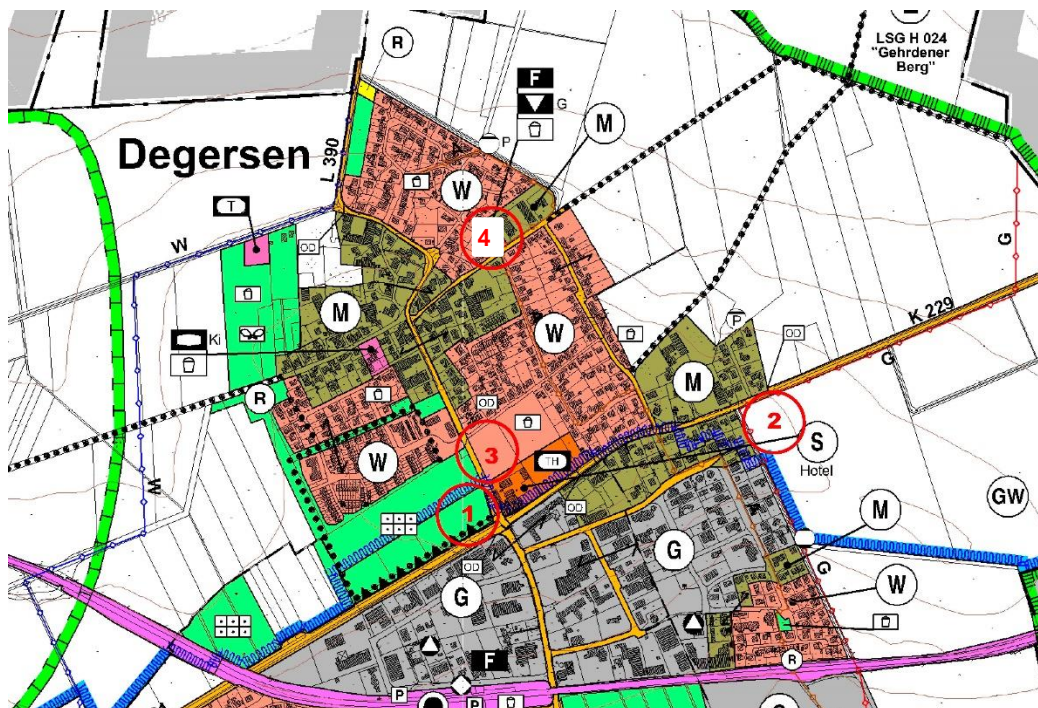 R
LSG H 024
"Gehrdener
Berg"
F
G
M
P
Degersen
L 390
W
T
4
W
OD
G
M
W
P
K 229
Ki
OD
G
R
M
OD
2
W
3
TH
S
Hotel
1
OD
GW
M
G
OD
G
G
W
F
R
P
P